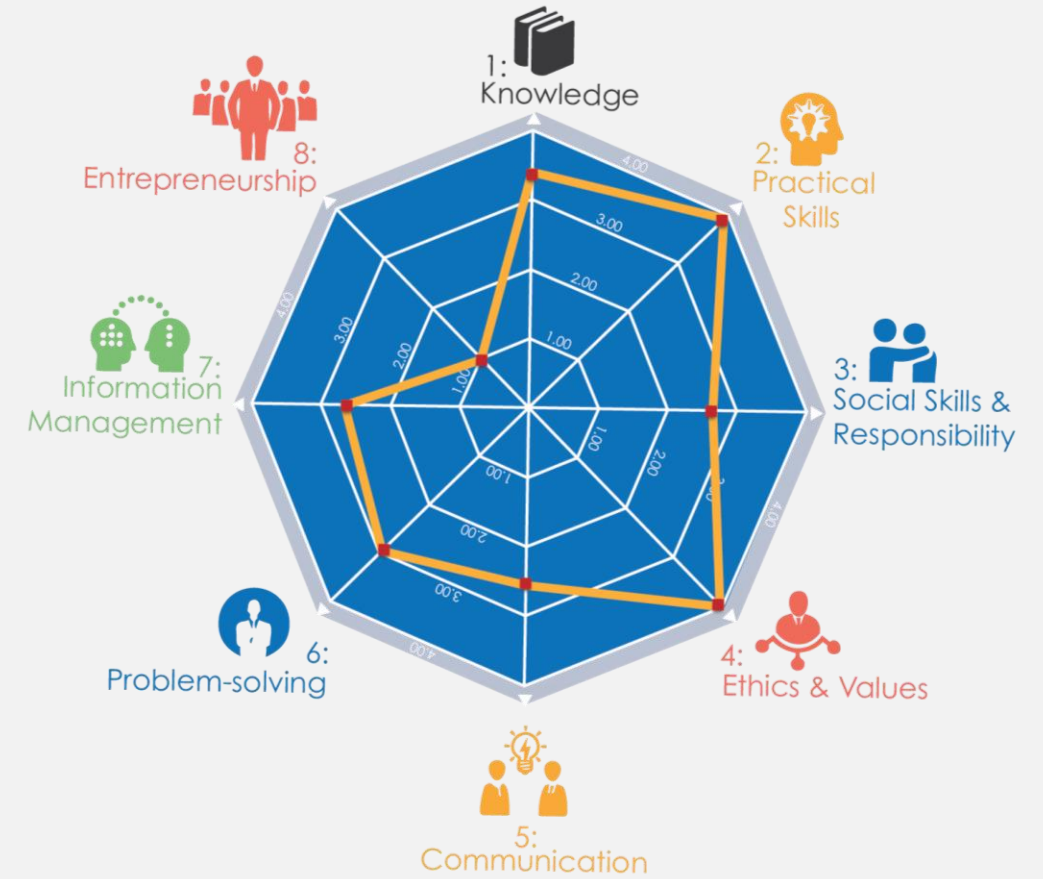 1:
Knowledge
2:
Practical
Skills
3:
Social Skills &
Responsibility
4:
Ethics & Values
5:
Communication
6:
Problem-solving
7:
Information
Management
8:
Entrepreneurship
4.00
3.00
2.00
1.00
1.00
2.00
4.00
1.00
2.00
3.00
4.00
1.00
2.00
3.00
4.00